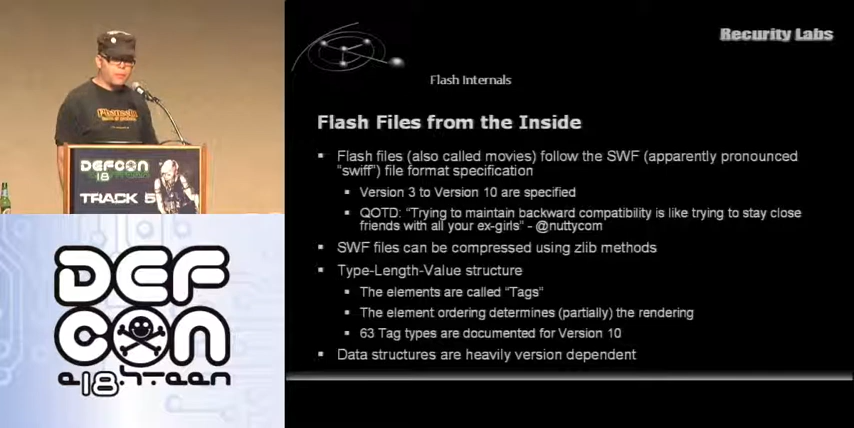 Recurity Labs
Flash Internals
Flash Files from the Inside
Flash files (also called movies) follow the SWF (apparently pronounced
"swiff") file format specification
Version 3 to Version 10 are specified
QOTD: "Trying to maintain backward compatibility is like trying to stay close
friends with all your ex-girls" - @nuttycom
SWF files can be compressed using zlib methods
Type-Length-Value structure
The elements are called "Tags"
The element ordering determines (partially) the rendering
63 Tag types are documented for Version 10
Data structures are heavily version dependent
DEFCON
18
TRACK 5
DEF
CON